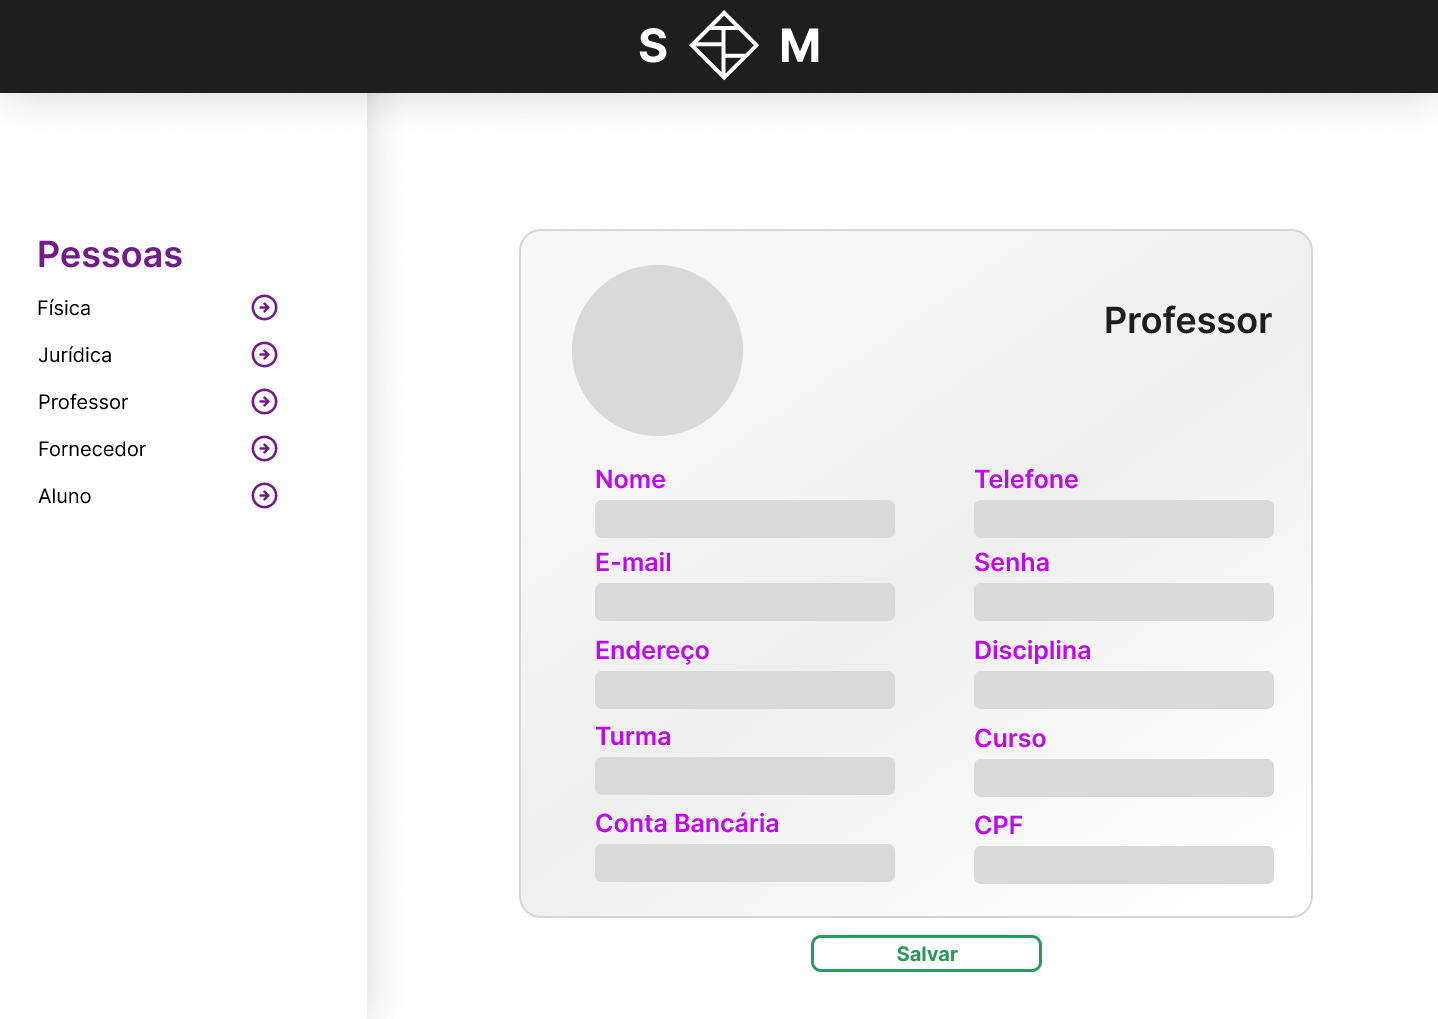 S M
Pessoas
Física
Jurídica
Professor
Fornecedor
Aluno
Professor
Nome
Telefone
E-mail
Senha
Endereço
Disciplina
Turma
Curso
Conta Bancária
CPF
Salvar